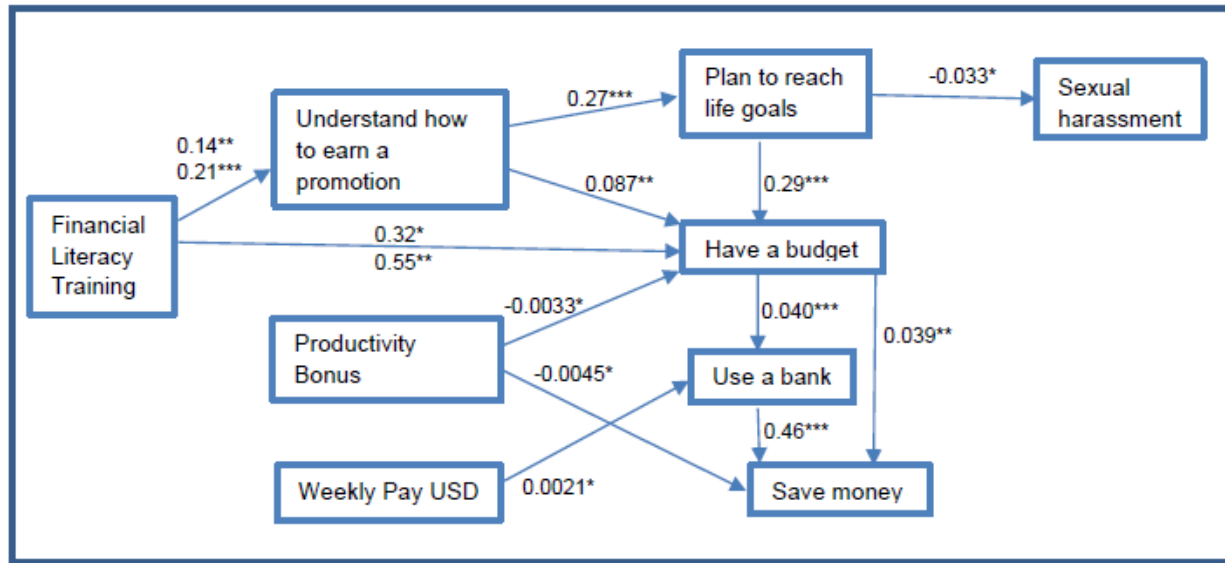 Plan to reach
life goals
-0.033*
Sexual
harassment
0.27***
Understand how
to earn a
promotion
0.14**
0.21***
0.087**
0.29***
Financial
Literacy
Training
0.32*
0.55**
Have a budget
-0.0033*
0.040***
0.039**
Productivity
Bonus
-0.0045*
Use a bank
0.46***
Weekly Pay USD
0.0021*
Save money